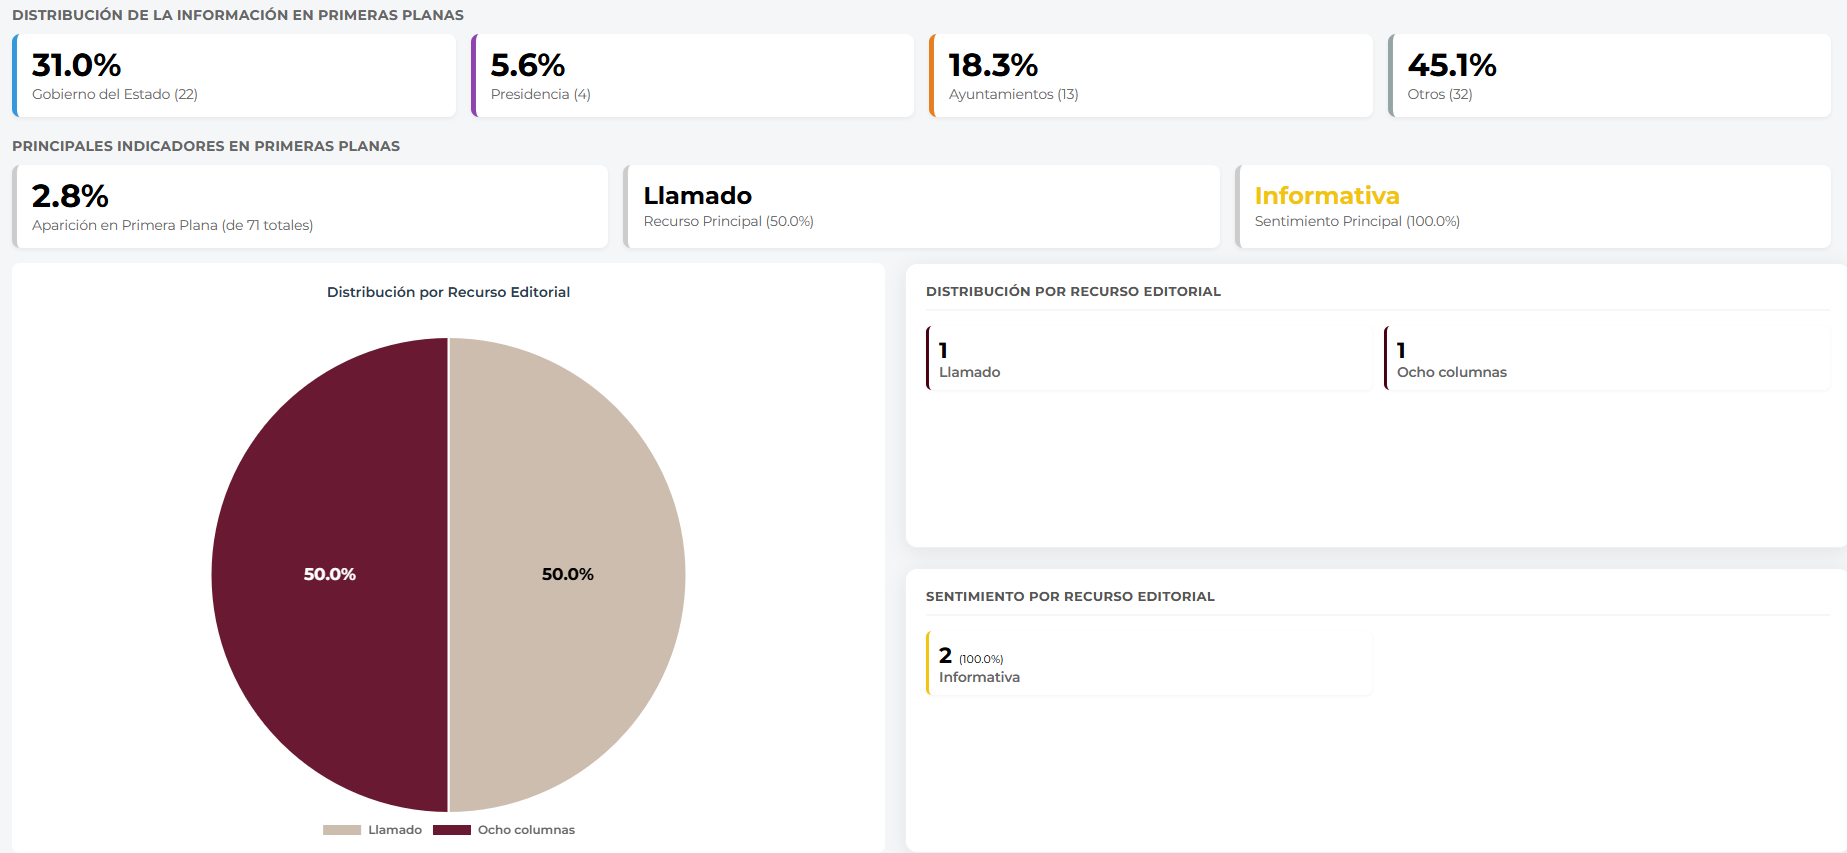 DISTRIBUCIÓN DE LA INFORMACIÓN EN PRIMERAS PLANAS
31.0%
Gobierno del Estado (22)
5.6%
Presidencia (4)
18.3%
Ayuntamientos (13)
45.1%
Otros (32)
PRINCIPALES INDICADORES EN PRIMERAS PLANAS
2.8%
Aparición en Primera Plana (de 71 totales)
Llamado
Recurso Principal (50.0%)
Informativa
Sentimiento Principal (100.0%)
Distribución por Recurso Editorial
50.0%
50.0%
Llamado
Ocho columnas
DISTRIBUCIÓN POR RECURSO EDITORIAL
1
Llamado
1
Ocho columnas
SENTIMIENTO POR RECURSO EDITORIAL
2 (100.0%)
Informativa